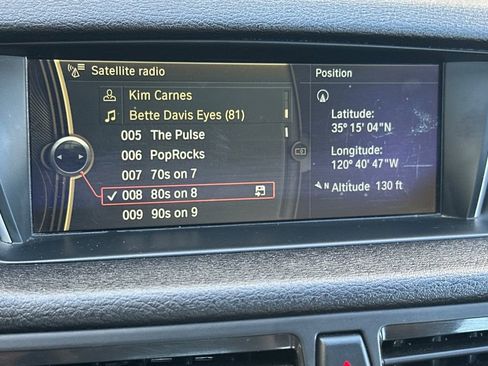 Satellite radio
Kim Carnes
Bette Davis Eyes (81)
005 The Pulse
006 PopRocks
007 70s on 7
008 80s on 8
009 90s on 9
Position
Latitude:
35° 15' 04"N
Longitude:
120° 40' 47"W
N Altitude 130 ft